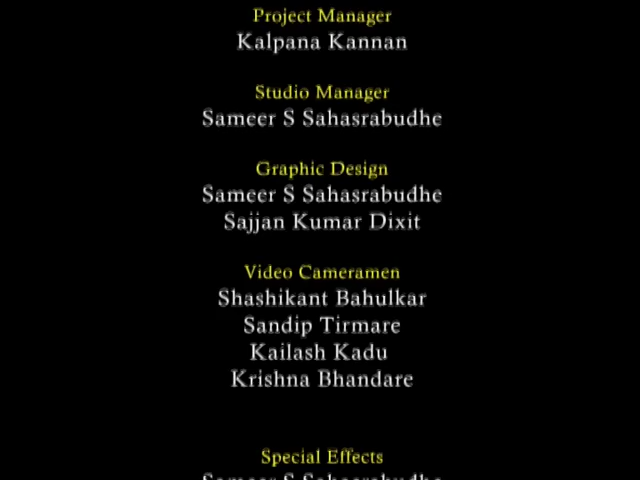 Project Manager
Kalpana Kannan
Studio Manager
Sameer S Sahasrabudhe
Graphic Design
Sameer S Sahasrabudhe
Sajjan Kumar Dixit
Video Cameramen
Shashikant Bahulkar
Sandip Tirmare
Kailash Kadu
Krishna Bhandare
Special Effects
Sameer S